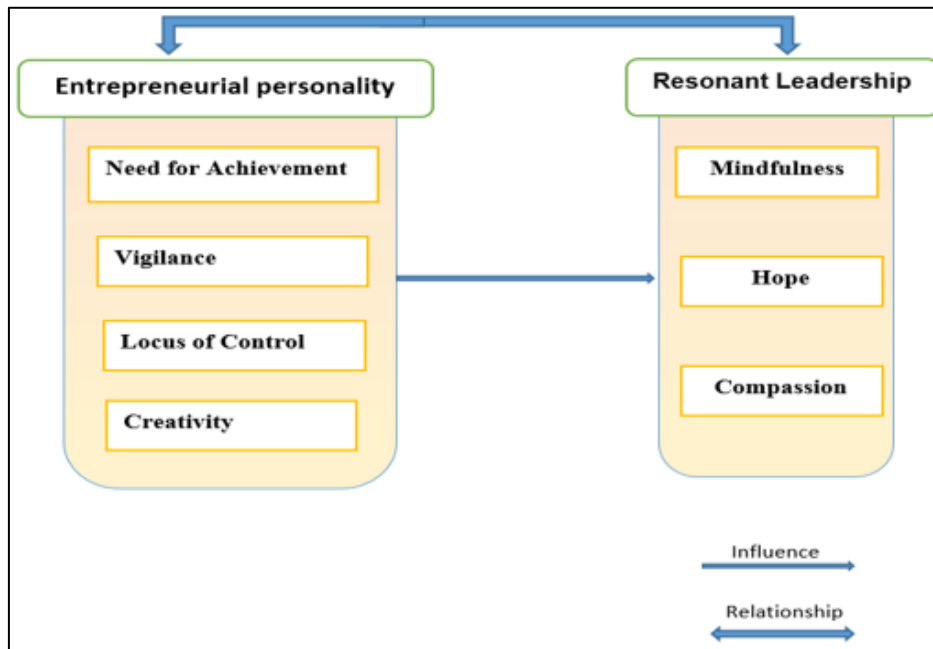 Entrepreneurial personality
Need for Achievement
Vigilance
Locus of Control
Creativity
Resonant Leadership
Mindfulness
Hope
Compassion
Influence
Relationship